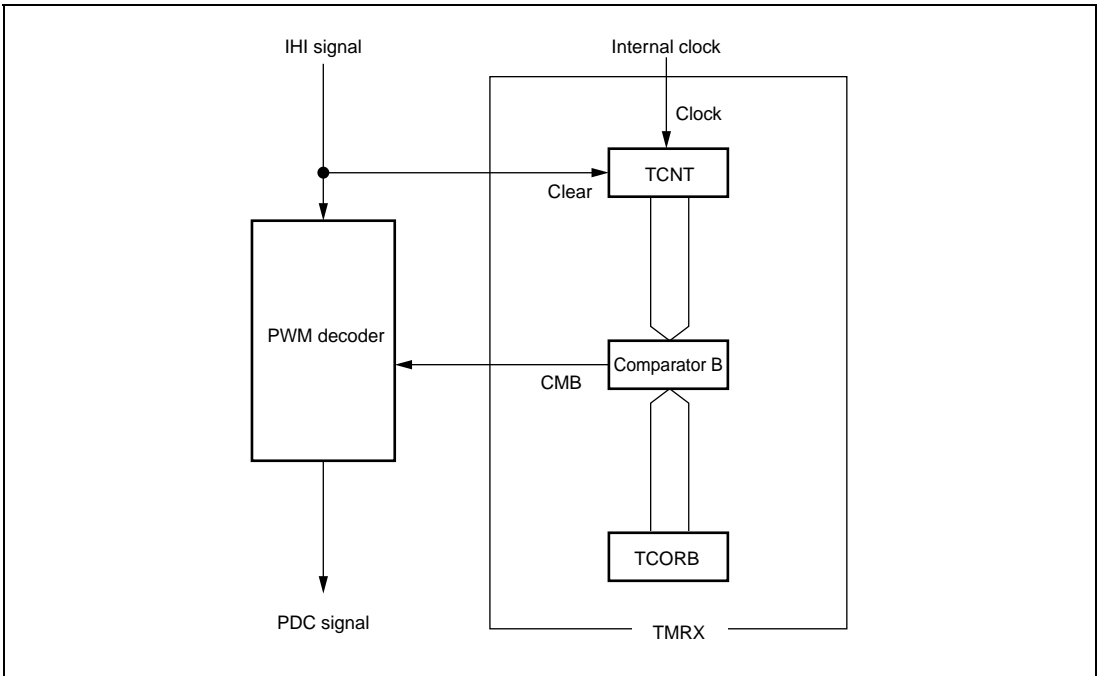 IHI signal
Internal clock
Clock
TCNT
Clear
PWM decoder
Comparator B
CMB
TCORB
PDC signal
TMRX